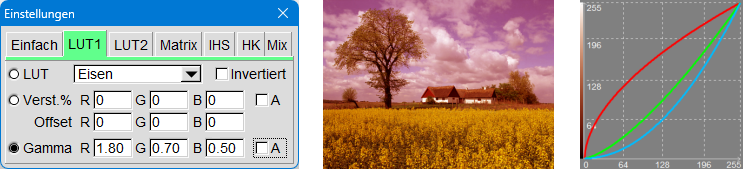 Einstellungen
Einfach LUT1 LUT2 Matrix IHS HK Mix
LUT Eisen Invertiert
Verst.% R 0 G 0 B 0 A
Offset R 0 G 0 B 0
Gamma R 1.80 G 0.70 B 0.50 A
255
196
128
64
0 64 128 196 255